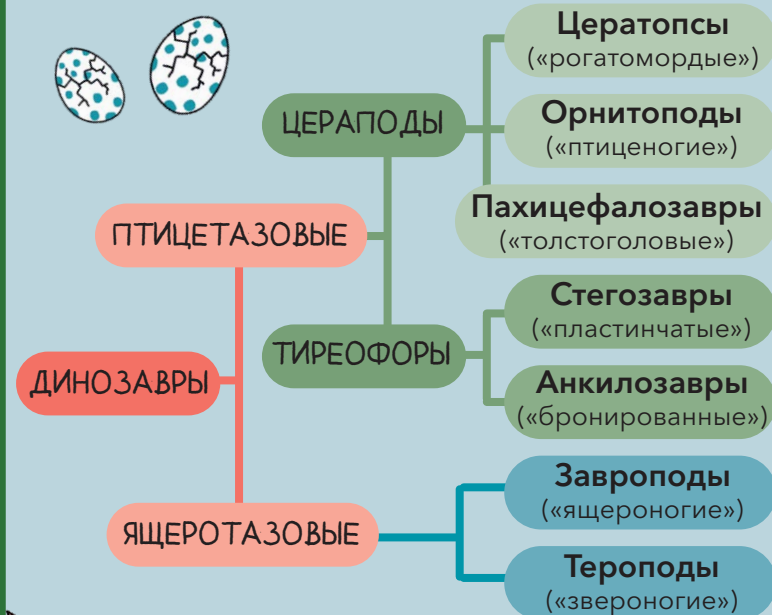 Цератопсы
(«рогатомордые»)
ЦЕРАПОДЫ
Орнитоподы
(«птиценогие»)
Пахицефалозавры
(«толстоголовые»)
ПТИЦЕТАЗОВЫЕ
Стегозавры
(«пластинчатые»)
ТИРЕОФОРЫ
ДИНОЗАВРЫ
Анкилозавры
(«бронированные»)
Завроподы
(«ящероногие»)
ЯЩЕРОТАЗОВЫЕ
Тероподы
(«звероногие»)